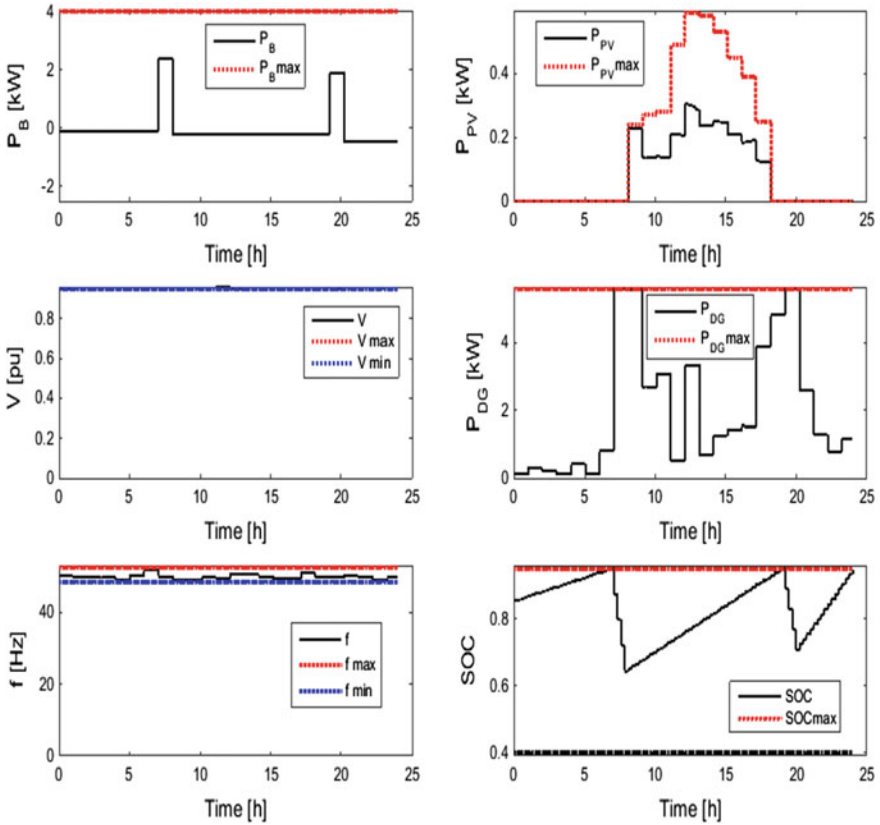 4
2
0
-2
P_B [kW]
P_B
P_B max
0 5 10 15 20 25
Time [h]
0.4
0.2
0
P_PV [kW]
P_PV
P_PV max
0 5 10 15 20 25
Time [h]
0.8
0.6
0.4
0.2
0
V [pu]
V
V max
V min
0 5 10 15 20 25
Time [h]
4
2
0
P_DG [kW]
P_DG
P_DG max
0 5 10 15 20 25
Time [h]
40
20
0
f [Hz]
f
f max
f min
0 5 10 15 20 25
Time [h]
0.8
0.6
0.4
SOC
SOC
SOCmax
0 5 10 15 20 25
Time [h]